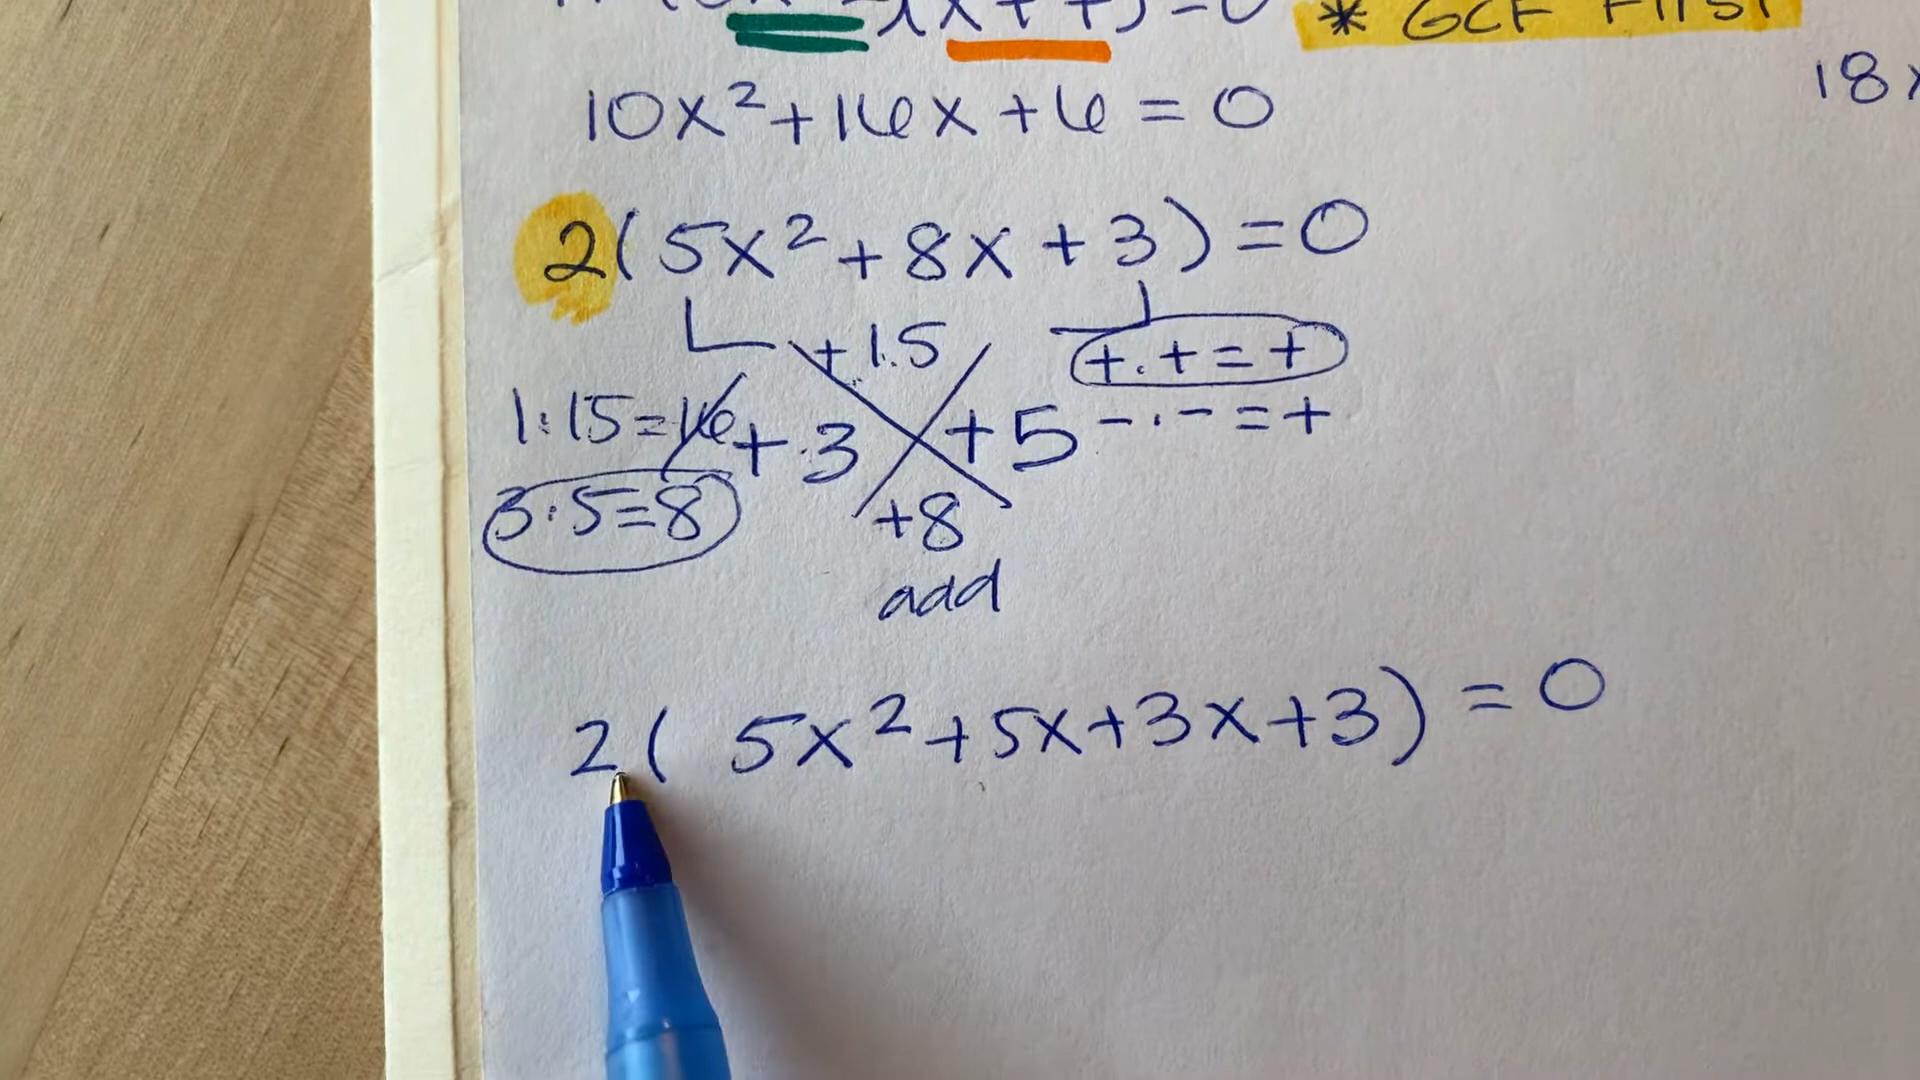 * GCF FIRST
18x
10x² + 16x + 6 = 0
2(5x² + 8x + 3) = 0
+15
+ · + = +
1·15=16
+3
+5
- · - = +
3·5=8
+8
add
2( 5x² + 5x + 3x + 3) = 0